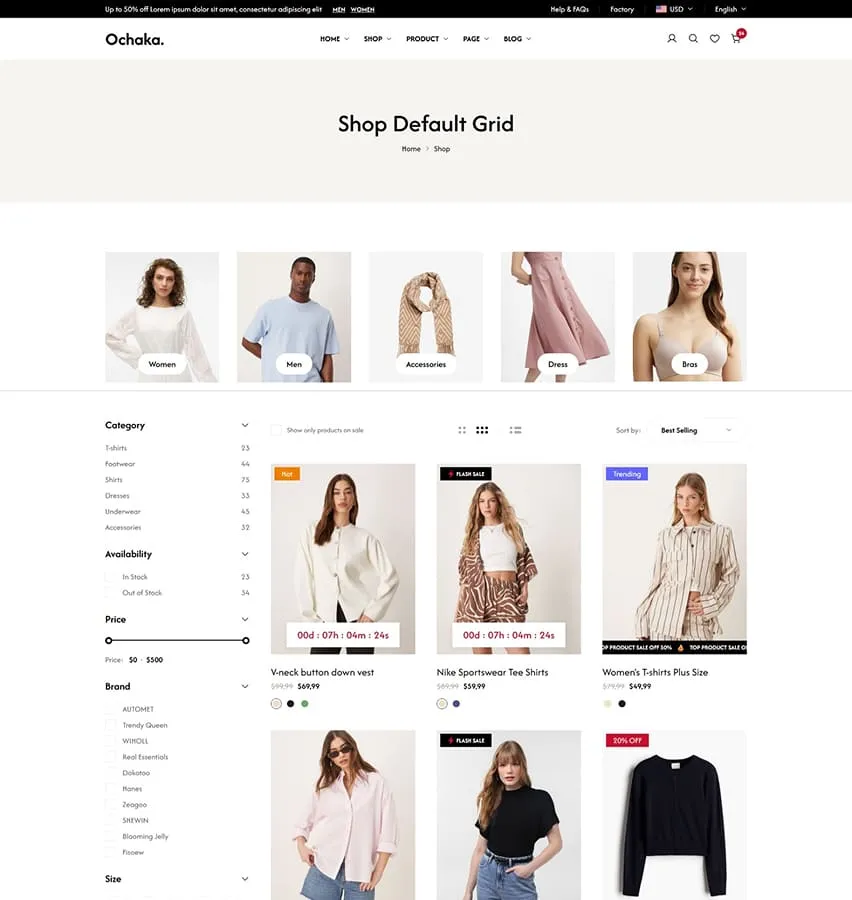 Up to 50% off Lorem ipsum dolor sit amet, consectetur adipiscing elit MEN WOMEN Help & FAQs Factory USD English
Ochaka. HOME SHOP PRODUCT PAGE BLOG 24
Shop Default Grid
Home > Shop
Women Men Accessories Dress Bras
Category
T-shirts 23
Footwear 44
Shirts 75
Dresses 33
Underwear 45
Accessories 32
Availability
In Stock 23
Out of Stock 34
Price
Price: $0 - $500
Brand
AUTOMET
Trendy Queen
WIHOLL
Real Essentials
Dokotoo
Hanes
Zeagoo
SHEWIN
Blooming Jelly
Fisoew
Size
Show only products on sale Sort by: Best Selling
Hot
00d : 07h : 04m : 24s
V-neck button down vest
$99,99 $69,99
FLASH SALE
00d : 07h : 04m : 24s
Nike Sportswear Tee Shirts
$89,99 $59,99
Trending
OP PRODUCT SALE OFF 50% TOP PRODUCT SALE O
Women's T-shirts Plus Size
$79,99 $49,99
FLASH SALE
20% OFF